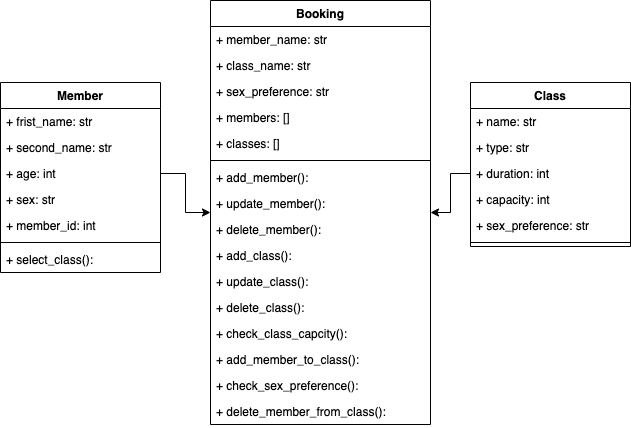 Booking
+ member_name: str
+ class_name: str
+ sex_preference: str
+ members: []
+ classes: []
+ add_member():
+ update_member():
+ delete_member():
+ add_class():
+ update_class():
+ delete_class():
+ check_class_capcity():
+ add_member_to_class():
+ check_sex_preference():
+ delete_member_from_class():
Member
+ frist_name: str
+ second_name: str
+ age: int
+ sex: str
+ member_id: int
+ select_class():
Class
+ name: str
+ type: str
+ duration: int
+ capacity: int
+ sex_preference: str